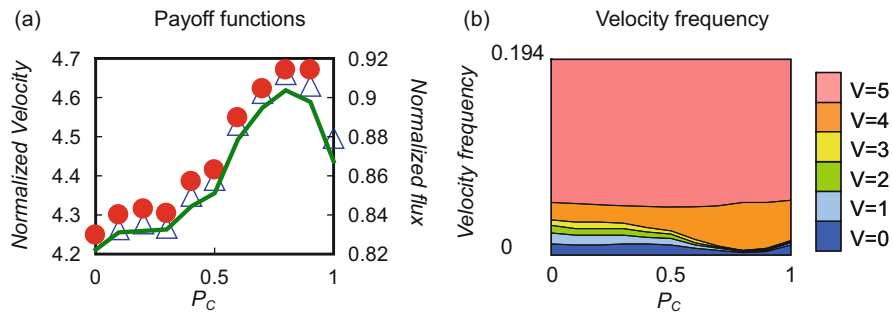 (a) Payoff functions
4.7
4.6
4.5
4.4
4.3
4.2
Normalized Velocity
0.92
0.9
0.88
0.86
0.84
0.82
Normalized flux
0 0.5 1
P_C
(b) Velocity frequency
0.194
0
Velocity frequency
0 0.5 1
P_C
V=5
V=4
V=3
V=2
V=1
V=0